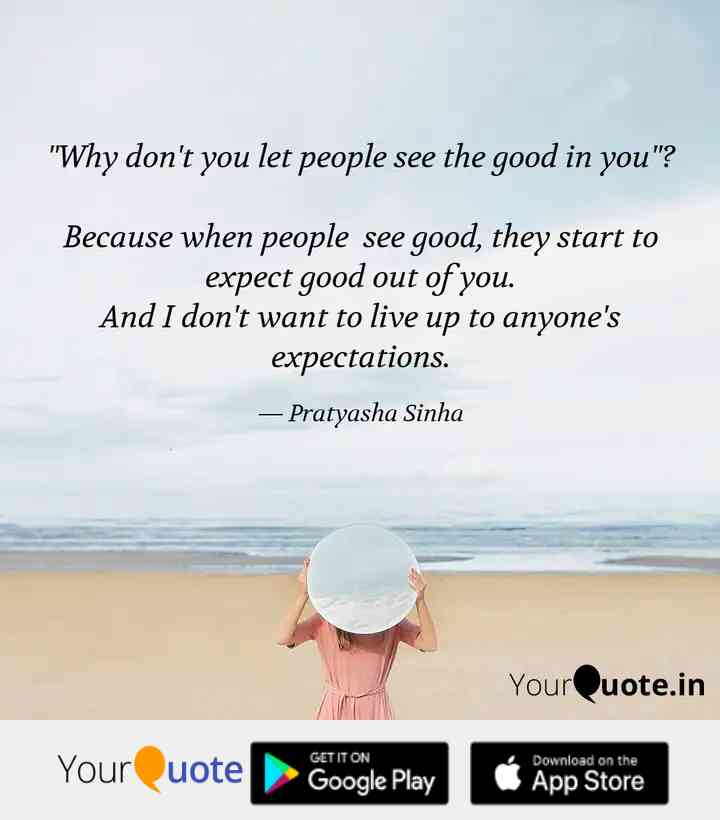 "Why don't you let people see the good in you"?
Because when people see good, they start to
expect good out of you.
And I don't want to live up to anyone's
expectations.
— Pratyasha Sinha
YourQuote.in
YourQuote
GET IT ON
Google Play
Download on the
App Store